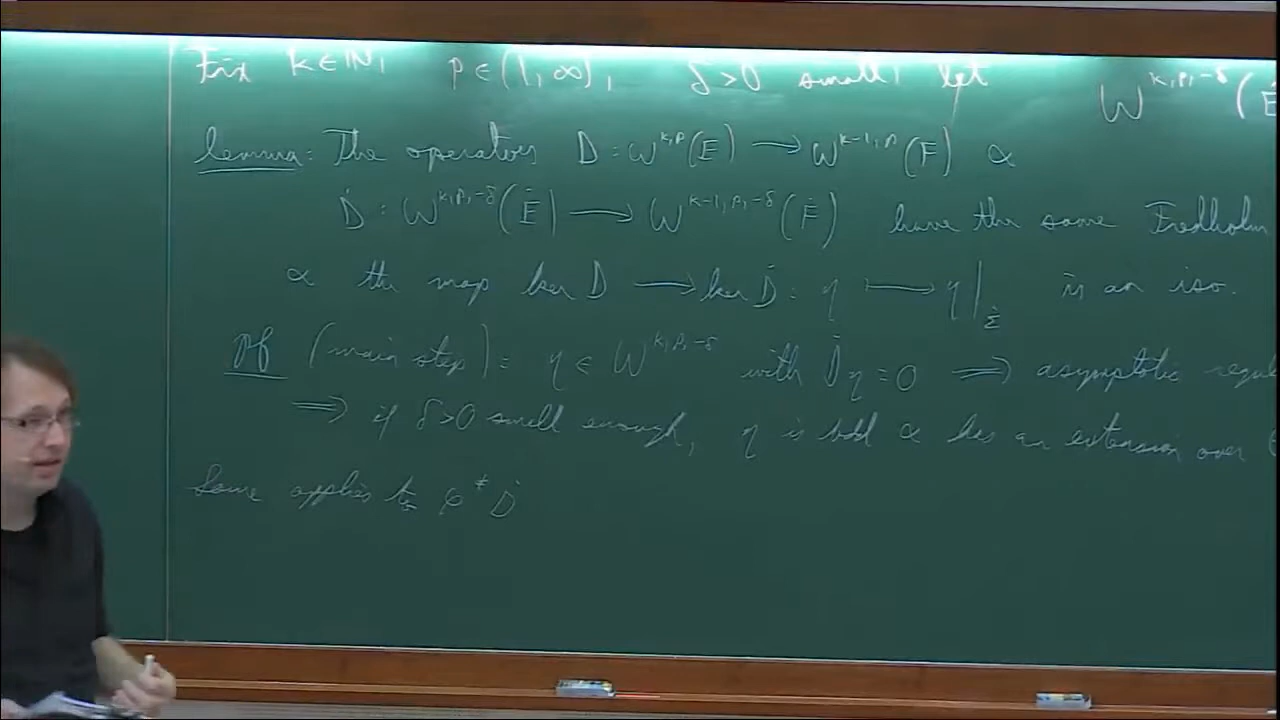 Fix k ∈ ℕ, p ∈ (1, ∞), δ > 0 small, let W^{k,p,-δ}(Ė
lemma: The operators D : W^{k,p}(E) → W^{k-1,p}(F) &
Ḋ : W^{k,p,-δ}(Ė) → W^{k-1,p,-δ}(Ḟ) have the same Fredholm
& the map ker D → ker Ḋ : η ↦ η|_{Σ̇} is an iso.
Pf (main step): η ∈ W^{k,p,-δ} with Ḋη = 0 ⟹ asymptotic regul
⟹ if δ > 0 small enough, η is bdd & has an extension over
Same applies to φ* Ḋ